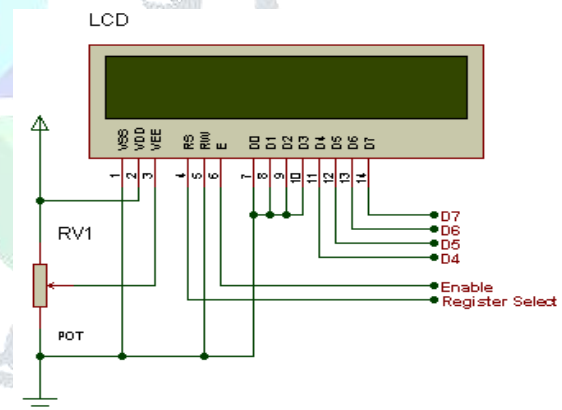 LCD
VSS VDD VEE RS RW E D0 D1 D2 D3 D4 D5 D6 D7
1 2 3 4 5 6 7 8 9 10 11 12 13 14
D7
D6
D5
D4
RV1
Enable
Register Select
POT